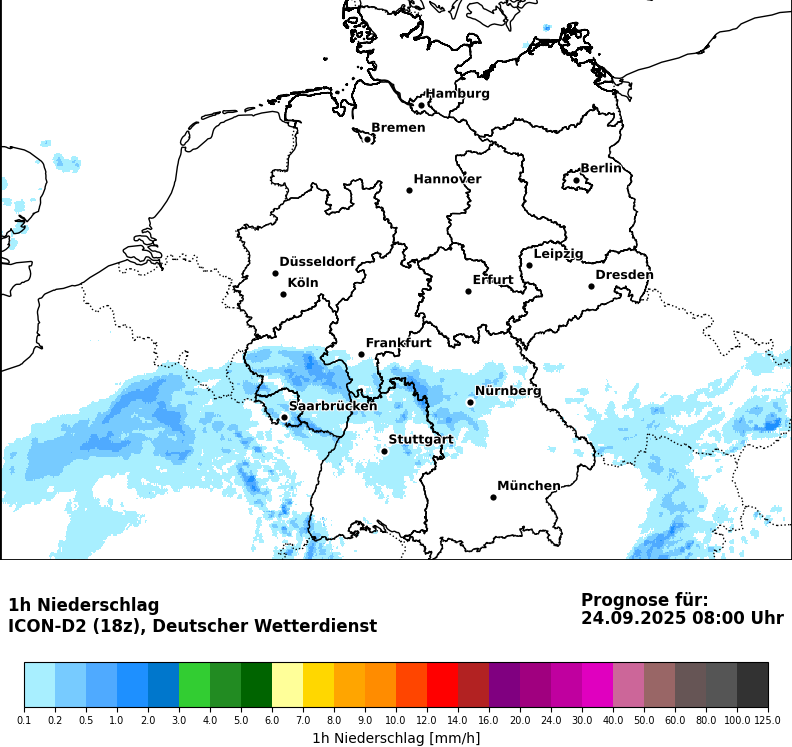 Hamburg
Bremen
Berlin
Hannover
Leipzig
Düsseldorf
Dresden
Köln
Erfurt
Frankfurt
Nürnberg
Saarbrücken
Stuttgart
München
1h Niederschlag
ICON-D2 (18z), Deutscher Wetterdienst
Prognose für:
24.09.2025 08:00 Uhr
0.1 0.2 0.5 1.0 2.0 3.0 4.0 5.0 6.0 7.0 8.0 9.0 10.0 12.0 14.0 16.0 20.0 24.0 30.0 40.0 50.0 60.0 80.0 100.0 125.0
1h Niederschlag [mm/h]